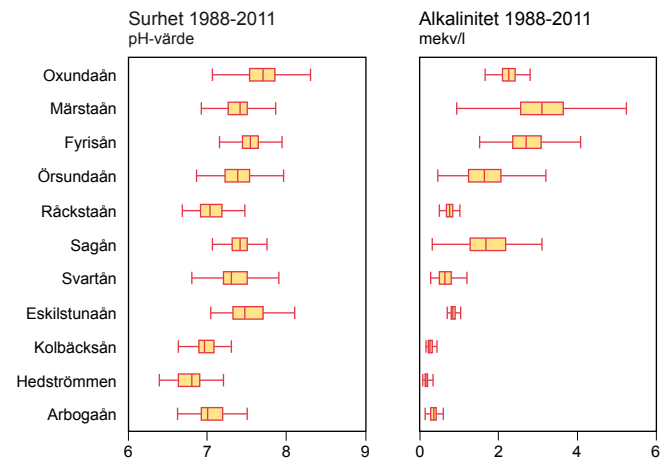 Surhet 1988-2011
pH-värde
Alkalinitet 1988-2011
mekv/l
Oxundaån
Märstaån
Fyrisån
Örsundaån
Råckstaån
Sagån
Svartån
Eskilstunaån
Kolbäcksån
Hedströmmen
Arbogaån
6 7 8 9
0 2 4 6